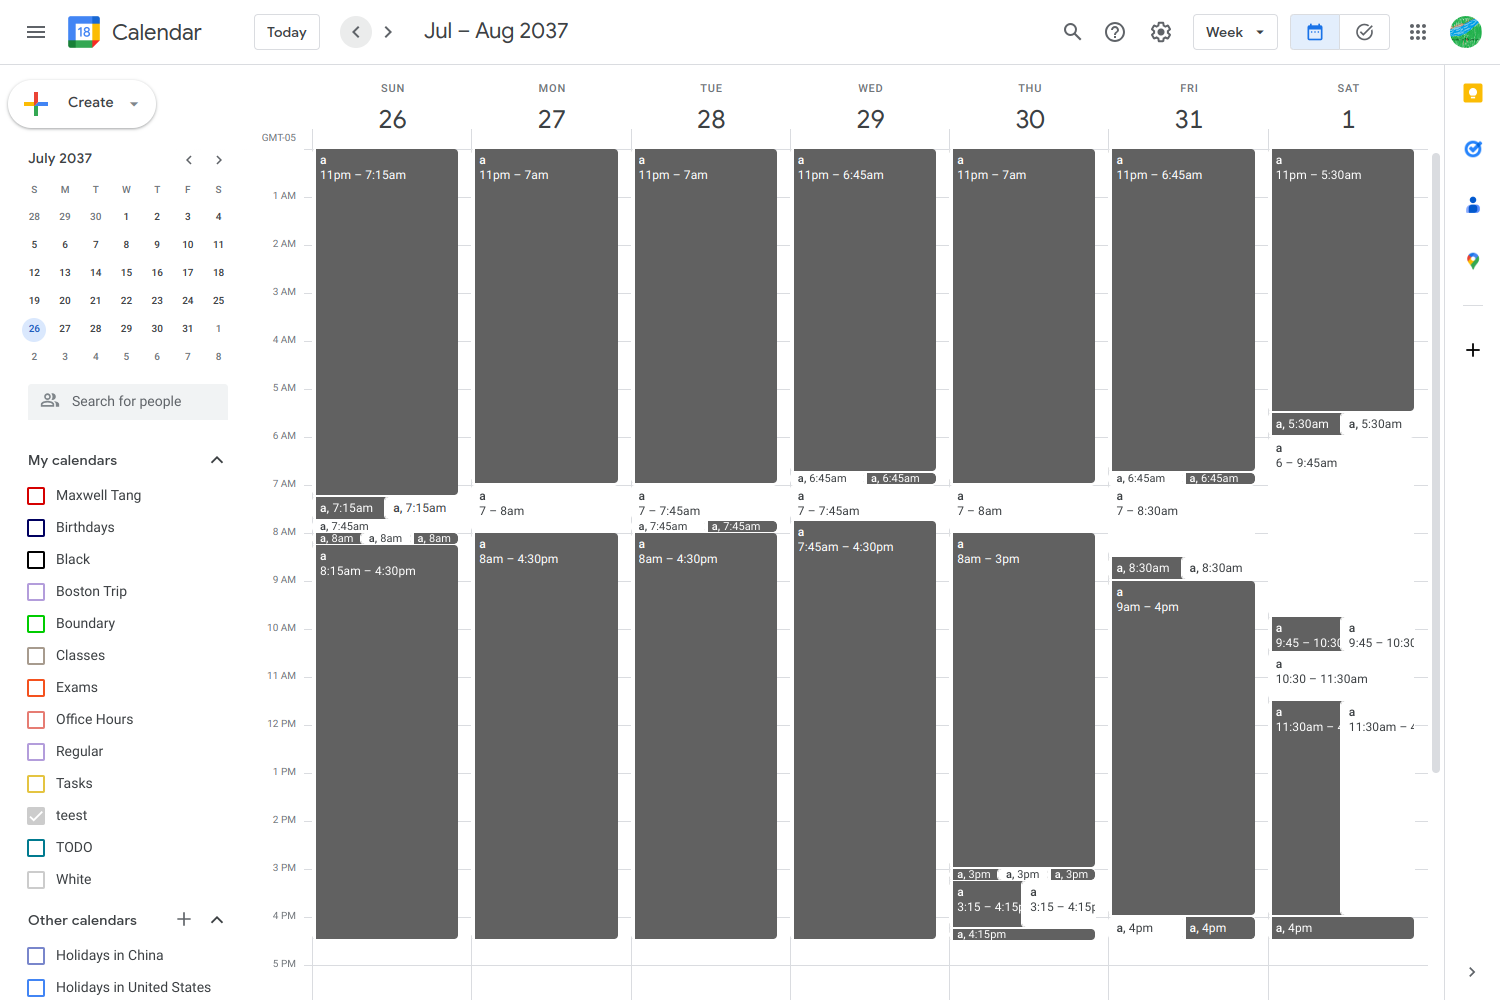 18 Calendar Today Jul – Aug 2037 Week
Create
July 2037
S M T W T F S
28 29 30 1 2 3 4
5 6 7 8 9 10 11
12 13 14 15 16 17 18
19 20 21 22 23 24 25
26 27 28 29 30 31 1
2 3 4 5 6 7 8
Search for people
My calendars
Maxwell Tang
Birthdays
Black
Boston Trip
Boundary
Classes
Exams
Office Hours
Regular
Tasks
teest
TODO
White
Other calendars
Holidays in China
Holidays in United States
SUN MON TUE WED THU FRI SAT
26 27 28 29 30 31 1
GMT-05
1 AM
2 AM
3 AM
4 AM
5 AM
6 AM
7 AM
8 AM
9 AM
10 AM
11 AM
12 PM
1 PM
2 PM
3 PM
4 PM
5 PM
a
11pm – 7:15am
a, 7:15am
a, 7:15am
a, 7:45am
a, 8am
a, 8am
a, 8am
a
8:15am – 4:30pm
a
11pm – 7am
a
7 – 8am
a
8am – 4:30pm
a
11pm – 7am
a
7 – 7:45am
a, 7:45am
a, 7:45am
a
8am – 4:30pm
a
11pm – 6:45am
a, 6:45am
a, 6:45am
a
7 – 7:45am
a
7:45am – 4:30pm
a
11pm – 7am
a
7 – 8am
a
8am – 3pm
a, 3pm
a, 3pm
a, 3pm
a
3:15 – 4:15p
a
3:15 – 4:15p
a, 4:15pm
a
11pm – 6:45am
a, 6:45am
a, 6:45am
a
7 – 8:30am
a, 8:30am
a, 8:30am
a
9am – 4pm
a, 4pm
a, 4pm
a
11pm – 5:30am
a, 5:30am
a, 5:30am
a
6 – 9:45am
a
9:45 – 10:30
a
9:45 – 10:30
a
10:30 – 11:30am
a
11:30am – 4
a
11:30am – 4
a, 4pm